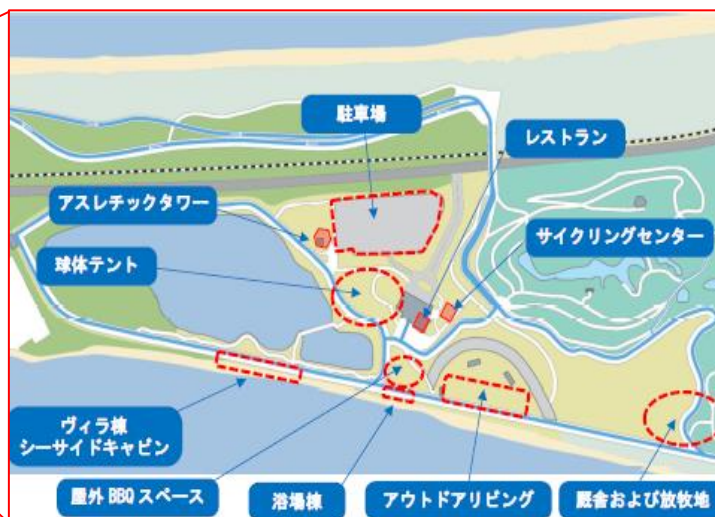 駐車場
レストラン
アスレチックタワー
サイクリングセンター
球体テント
ヴィラ棟
シーサイドキャビン
屋外 BBQ スペース
浴場棟
アウトドアリビング
厩舎および放牧地